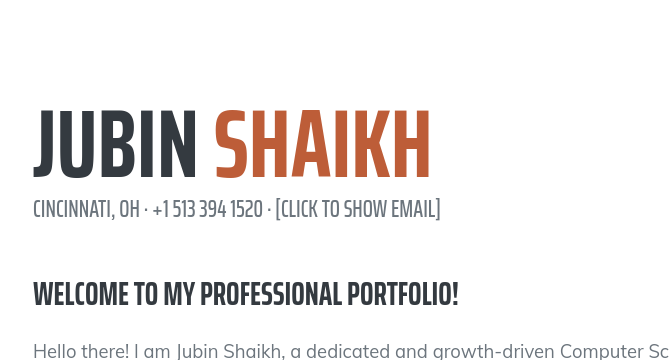 JUBIN SHAIKH
CINCINNATI, OH · +1 513 394 1520 · [CLICK TO SHOW EMAIL]
WELCOME TO MY PROFESSIONAL PORTFOLIO!
Hello there! I am Jubin Shaikh, a dedicated and growth-driven Computer Sc